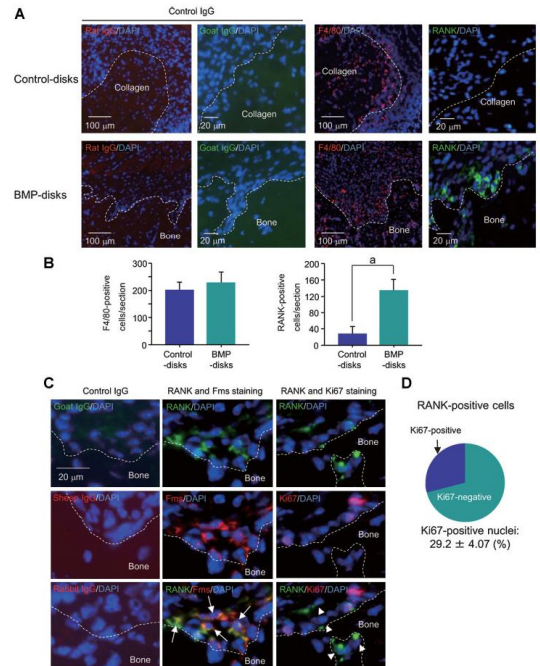 A
Control IgG
Rat IgG/DAPI
Goat IgG/DAPI
F4/80/DAPI
RANK/DAPI
Control-disks
Collagen
Collagen
Collagen
Collagen
100 μm
20 μm
100 μm
20 μm
Rat IgG/DAPI
Goat IgG/DAPI
F4/80/DAPI
RANK/DAPI
BMP-disks
Bone
Bone
Bone
Bone
100 μm
20 μm
100 μm
20 μm
B
F4/80-positive
cells/section
300
200
100
0
Control
-disks
BMP
-disks
RANK-positive
cells/section
a
200
160
120
80
40
0
Control
-disks
BMP
-disks
C
Control IgG
RANK and Fms staining
RANK and Ki67 staining
Goat IgG/DAPI
RANK/DAPI
RANK/DAPI
Bone
Bone
Bone
20 μm
Sheep IgG/DAPI
Fms/DAPI
Ki67/DAPI
Bone
Bone
Bone
Rabbit IgG/DAPI
RANK/Fms/DAPI
RANK/Ki67/DAPI
Bone
Bone
Bone
D
RANK-positive cells
Ki67-positive
Ki67-negative
Ki67-positive nuclei:
29.2 ± 4.07 (%)